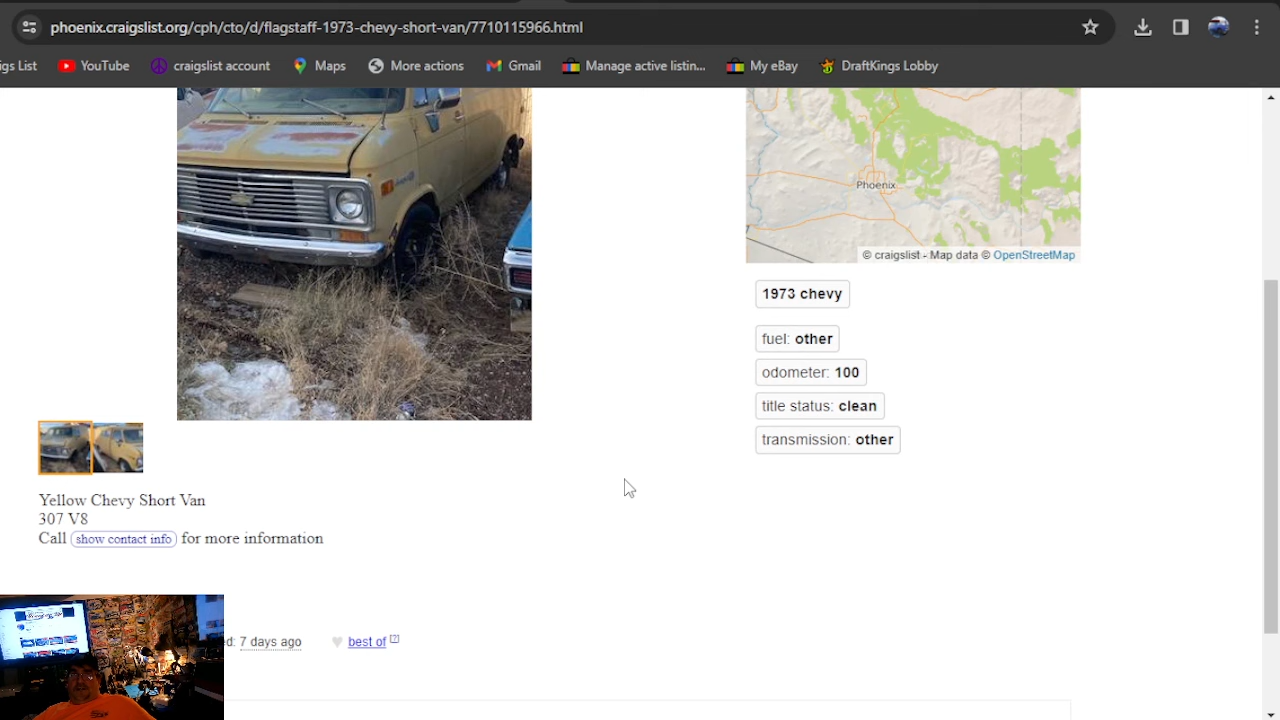 phoenix.craigslist.org/cph/cto/d/flagstaff-1973-chevy-short-van/7710115966.html
igs List YouTube craigslist account Maps More actions Gmail Manage active listin... My eBay DraftKings Lobby
Phoenix
© craigslist - Map data © OpenStreetMap
1973 chevy
fuel: other
odometer: 100
title status: clean
transmission: other
Yellow Chevy Short Van
307 V8
Call show contact info for more information
ed: 7 days ago best of [?]